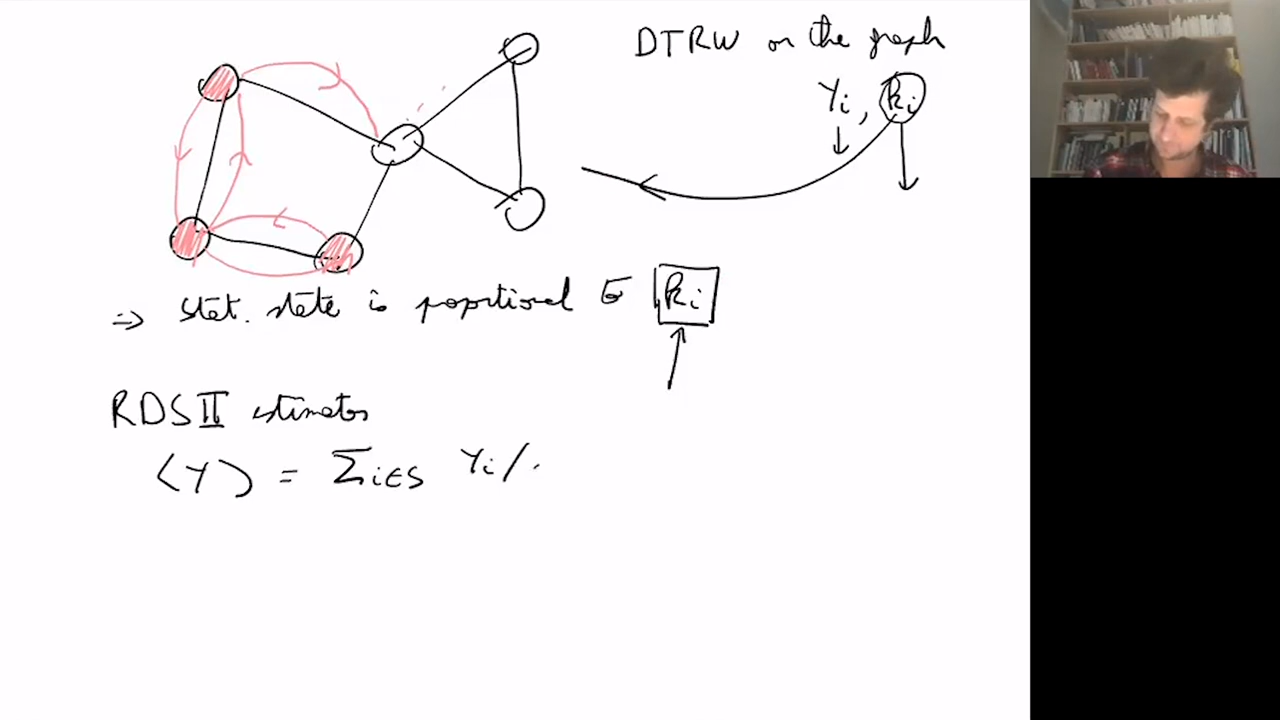 DTRW on the graph
Yi, ki
⇒ stat. state is proportional to ki
RDS II estimator
⟨Y⟩ = Σi∈S Yi/